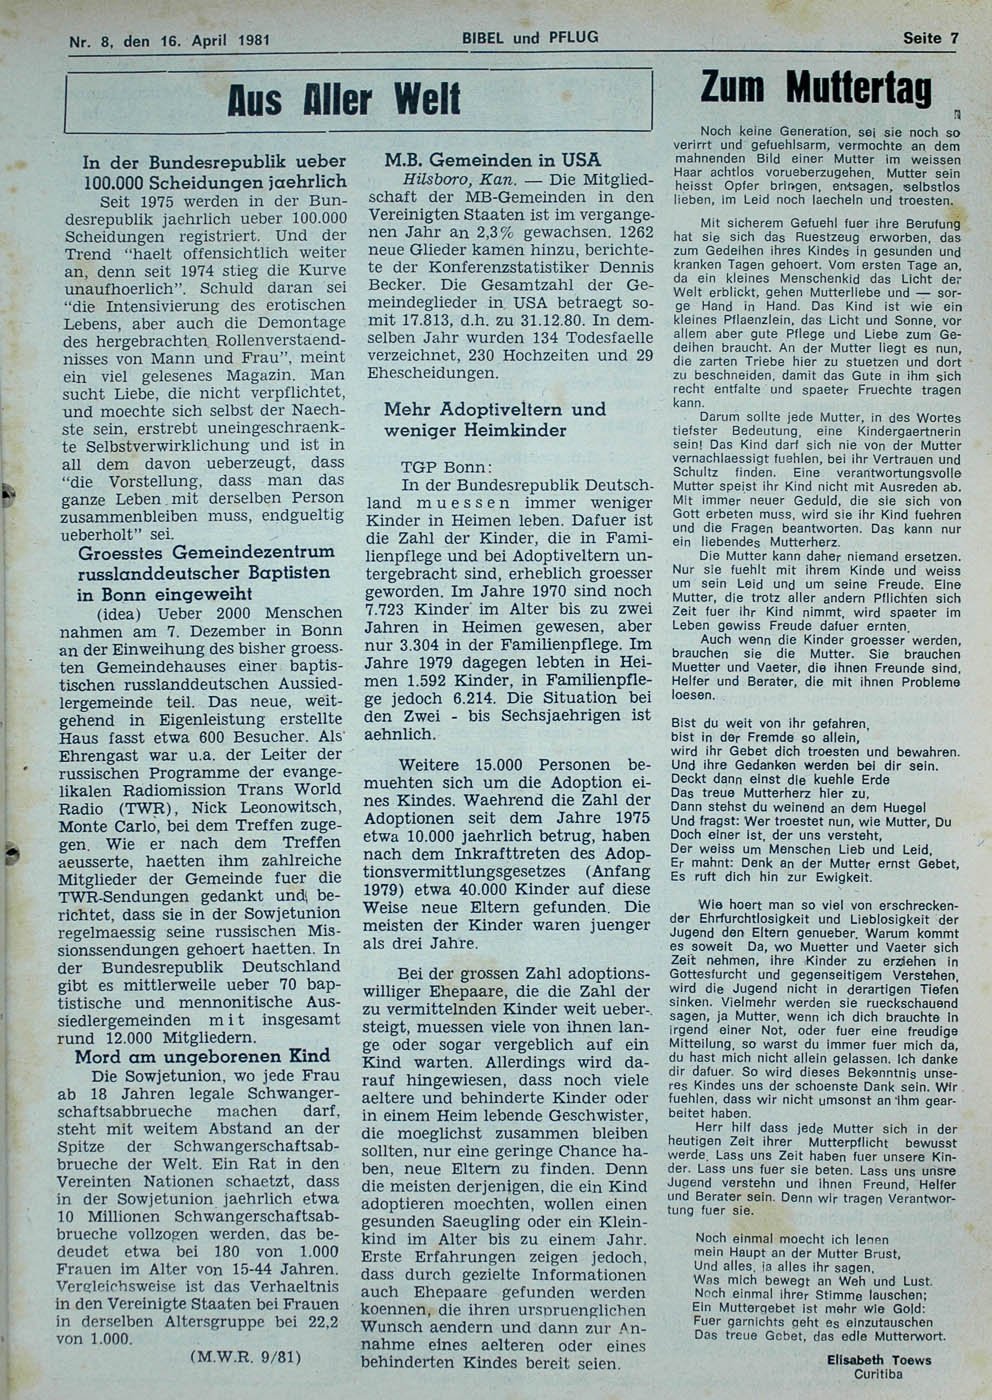 Nr. 8, den 16. April 1981
BIBEL und PFLUG
Seite 7
Aus Aller Welt
In der Bundesrepublik ueber
100.000 Scheidungen jaehrlich
Seit 1975 werden in der Bun-
desrepublik jaehrlich ueber 100.000
Scheidungen registriert. Und der
Trend "haelt offensichtlich weiter
an, denn seit 1974 stieg die Kurve
unaufhoerlich". Schuld daran sei
"die Intensivierung des erotischen
Lebens, aber auch die Demontage
des hergebrachten Rollenverstaend-
nisses von Mann und Frau", meint
ein viel gelesenes Magazin. Man
sucht Liebe, die nicht verpflichtet,
und moechte sich selbst der Naech-
ste sein, erstrebt uneingeschraenk-
te Selbstverwirklichung und ist in
all dem davon ueberzeugt, dass
"die Vorstellung, dass man das
ganze Leben mit derselben Person
zusammenbleiben muss, endgueltig
ueberholt" sei.
Groesstes Gemeindezentrum
russlanddeutscher Baptisten
in Bonn eingeweiht
(idea) Ueber 2000 Menschen
nahmen am 7. Dezember in Bonn
an der Einweihung des bisher groess-
ten Gemeindehauses einer baptis-
tischen russlanddeutschen Aussied-
lergemeinde teil. Das neue, weit-
gehend in Eigenleistung erstellte
Haus fasst etwa 600 Besucher. Als
Ehrengast war u.a. der Leiter der
russischen Programme der evange-
likalen Radiomission Trans World
Radio (TWR), Nick Leonowitsch,
Monte Carlo, bei dem Treffen zuge-
gen. Wie er nach dem Treffen
aeusserte, haetten ihm zahlreiche
Mitglieder der Gemeinde fuer die
TWR-Sendungen gedankt und be-
richtet, dass sie in der Sowjetunion
regelmaessig seine russischen Mis-
sionssendungen gehoert haetten. In
der Bundesrepublik Deutschland
gibt es mittlerweile ueber 70 bap-
tistische und mennonitische Aus-
siedlergemeinden mit insgesamt
rund 12.000 Mitgliedern.
Mord am ungeborenen Kind
Die Sowjetunion, wo jede Frau
ab 18 Jahren legale Schwanger-
schaftsabbrueche machen darf,
steht mit weitem Abstand an der
Spitze der Schwangerschaftsab-
brueche der Welt. Ein Rat in den
Vereinten Nationen schaetzt, dass
in der Sowjetunion jaehrlich etwa
10 Millionen Schwangerschaftsab-
brueche vollzogen werden, das be-
deudet etwa bei 180 von 1.000
Frauen im Alter von 15-44 Jahren.
Vergleichsweise ist das Verhaeltnis
in den Vereinigte Staaten bei Frauen
in derselben Altersgruppe bei 22,2
von 1.000.
(M.W.R. 9/81)
M.B. Gemeinden in USA
Hilsboro, Kan. — Die Mitglied-
schaft der MB-Gemeinden in den
Vereinigten Staaten ist im vergange-
nen Jahr an 2,3% gewachsen. 1262
neue Glieder kamen hinzu, berichte-
te der Konferenzstatistiker Dennis
Becker. Die Gesamtzahl der Ge-
meindeglieder in USA betraegt so-
mit 17.813, d.h. zu 31.12.80. In dem-
selben Jahr wurden 134 Todesfaelle
verzeichnet, 230 Hochzeiten und 29
Ehescheidungen.
Mehr Adoptiveltern und
weniger Heimkinder
TGP Bonn:
In der Bundesrepublik Deutsch-
land muessen immer weniger
Kinder in Heimen leben. Dafuer ist
die Zahl der Kinder, die in Fami-
lienpflege und bei Adoptiveltern un-
tergebracht sind, erheblich groesser
geworden. Im Jahre 1970 sind noch
7.723 Kinder im Alter bis zu zwei
Jahren in Heimen gewesen, aber
nur 3.304 in der Familienpflege. Im
Jahre 1979 dagegen lebten in Hei-
men 1.592 Kinder, in Familienpfle-
ge jedoch 6.214. Die Situation bei
den Zwei - bis Sechsjaehrigen ist
aehnlich.
Weitere 15.000 Personen be-
muehten sich um die Adoption ei-
nes Kindes. Waehrend die Zahl der
Adoptionen seit dem Jahre 1975
etwa 10.000 jaehrlich betrug, haben
nach dem Inkrafttreten des Adop-
tionsvermittlungsgesetzes (Anfang
1979) etwa 40.000 Kinder auf diese
Weise neue Eltern gefunden. Die
meisten der Kinder waren juenger
als drei Jahre.
Bei der grossen Zahl adoptions-
williger Ehepaare, die die Zahl der
zu vermittelnden Kinder weit ueber-
steigt, muessen viele von ihnen lan-
ge oder sogar vergeblich auf ein
Kind warten. Allerdings wird da-
rauf hingewiesen, dass noch viele
aeltere und behinderte Kinder oder
in einem Heim lebende Geschwister,
die moeglichst zusammen bleiben
sollten, nur eine geringe Chance ha-
ben, neue Eltern zu finden. Denn
die meisten derjenigen, die ein Kind
adoptieren moechten, wollen einen
gesunden Saeugling oder ein Klein-
kind im Alter bis zu einem Jahr.
Erste Erfahrungen zeigen jedoch,
dass durch gezielte Informationen
auch Ehepaare gefunden werden
koennen, die ihren urspruenglichen
Wunsch aendern und dann zur An-
nahme eines aelteren oder eines
behinderten Kindes bereit seien.
Zum Muttertag
Noch keine Generation, sei sie noch so
verirrt und gefuehlsarm, vermochte an dem
mahnenden Bild einer Mutter im weissen
Haar achtlos vorueberzugehen. Mutter sein
heisst Opfer bringen, entsagen, selbstlos
lieben, im Leid noch laecheln und troesten.
Mit sicherem Gefuehl fuer ihre Berufung
hat sie sich das Ruestzeug erworben, das
zum Gedeihen ihres Kindes in gesunden und
kranken Tagen gehoert. Vom ersten Tage an,
da ein kleines Menschenkid das Licht der
Welt erblickt, gehen Mutterliebe und — sor-
ge Hand in Hand. Das Kind ist wie ein
kleines Pflaenzlein, das Licht und Sonne, vor
allem aber gute Pflege und Liebe zum Ge-
deihen braucht. An der Mutter liegt es nun,
die zarten Triebe hier zu stuetzen und dort
zu beschneiden, damit das Gute in ihm sich
recht entfalte und spaeter Fruechte tragen
kann.
Darum sollte jede Mutter, in des Wortes
tiefster Bedeutung, eine Kindergaertnerin
sein! Das Kind darf sich nie von der Mutter
vernachlaessigt fuehlen, bei ihr Vertrauen und
Schultz finden. Eine verantwortungsvolle
Mutter speist ihr Kind nicht mit Ausreden ab.
Mit immer neuer Geduld, die sie sich von
Gott erbeten muss, wird sie ihr Kind fuehren
und die Fragen beantworten. Das kann nur
ein liebendes Mutterherz.
Die Mutter kann daher niemand ersetzen.
Nur sie fuehlt mit ihrem Kinde und weiss
um sein Leid und um seine Freude. Eine
Mutter, die trotz aller andern Pflichten sich
Zeit fuer ihr Kind nimmt, wird spaeter im
Leben gewiss Freude dafuer ernten.
Auch wenn die Kinder groesser werden,
brauchen sie die Mutter. Sie brauchen
Muetter und Vaeter, die ihnen Freunde sind,
Helfer und Berater, die mit ihnen Probleme
loesen.
Bist du weit von ihr gefahren,
bist in der Fremde so allein,
wird ihr Gebet dich troesten und bewahren.
Und ihre Gedanken werden bei dir sein.
Deckt dann einst die kuehle Erde
Das treue Mutterherz hier zu,
Dann stehst du weinend an dem Huegel
Und fragst: Wer troestet nun, wie Mutter, Du
Doch einer ist, der uns versteht,
Der weiss um Menschen Lieb und Leid,
Er mahnt: Denk an der Mutter ernst Gebet,
Es ruft dich hin zur Ewigkeit.
Wie hoert man so viel von erschrecken-
der Ehrfurchtlosigkeit und Lieblosigkeit der
Jugend den Eltern genueber. Warum kommt
es soweit Da, wo Muetter und Vaeter sich
Zeit nehmen, ihre Kinder zu erziehen in
Gottesfurcht und gegenseitigem Verstehen,
wird die Jugend nicht in derartigen Tiefen
sinken. Vielmehr werden sie rueckschauend
sagen, ja Mutter, wenn ich dich brauchte in
irgend einer Not, oder fuer eine freudige
Mitteilung, so warst du immer fuer mich da,
du hast mich nicht allein gelassen. Ich danke
dir dafuer. So wird dieses Bekenntnis unse-
res Kindes uns der schoenste Dank sein. Wir
fuehlen, dass wir nicht umsonst an ihm gear-
beitet haben.
Herr hilf dass jede Mutter sich in der
heutigen Zeit ihrer Mutterpflicht bewusst
werde. Lass uns Zeit haben fuer unsere Kin-
der. Lass uns fuer sie beten. Lass uns unsre
Jugend verstehn und ihnen Freund, Helfer
und Berater sein. Denn wir tragen Verantwor-
tung fuer sie.
Noch einmal moecht ich legen
mein Haupt an der Mutter Brust,
Und alles, ja alles ihr sagen,
Was mich bewegt an Weh und Lust.
Noch einmal ihrer Stimme lauschen;
Ein Muttergebet ist mehr wie Gold:
Fuer garnichts geht es einzutauschen
Das treue Gebet, das edle Mutterwort.
Elisabeth Toews
Curitiba